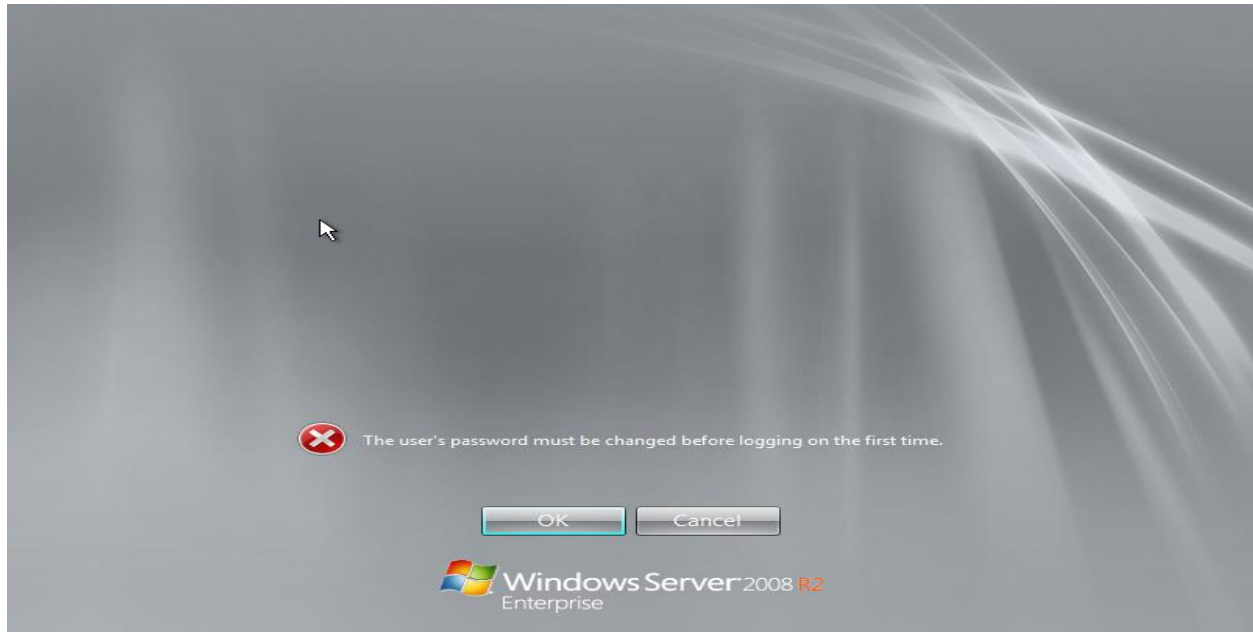 The user's password must be changed before logging on the first time.
OK Cancel
Windows Server 2008 R2
Enterprise